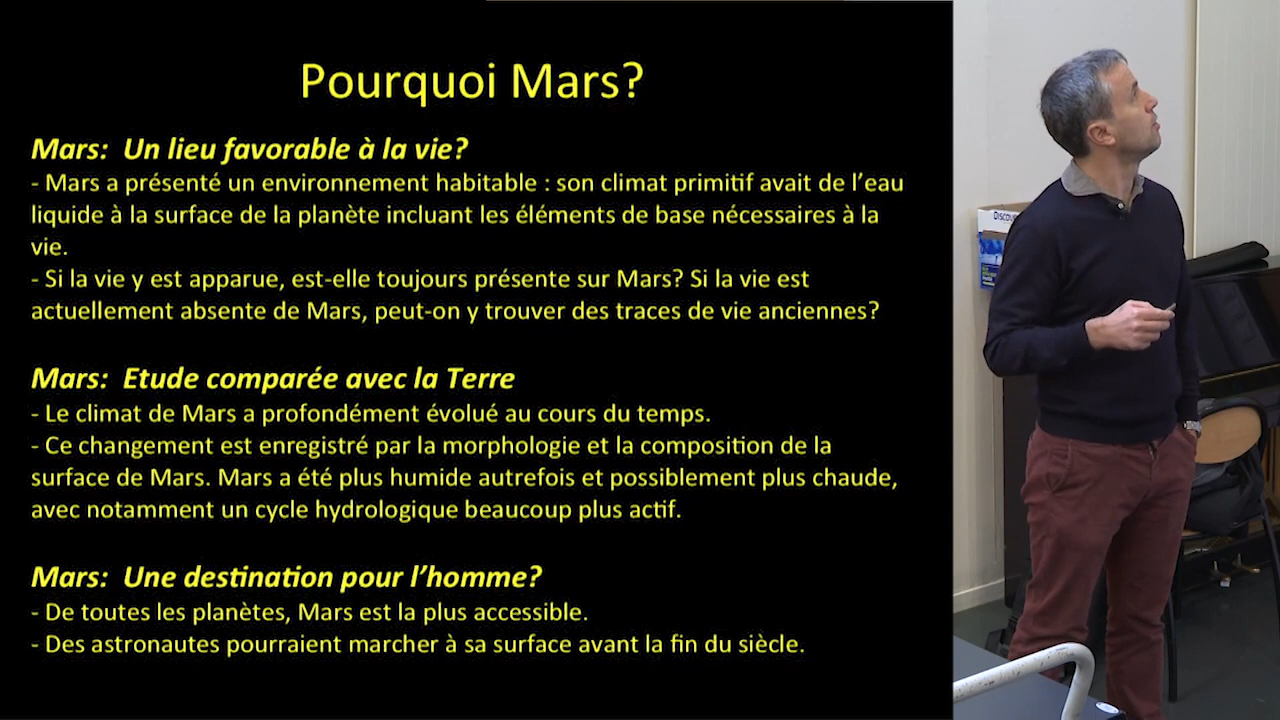 Pourquoi Mars?
Mars:  Un lieu favorable à la vie?
- Mars a présenté un environnement habitable : son climat primitif avait de l’eau
liquide à la surface de la planète incluant les éléments de base nécessaires à la
vie.
- Si la vie y est apparue, est-elle toujours présente sur Mars? Si la vie est
actuellement absente de Mars, peut-on y trouver des traces de vie anciennes?
Mars:  Etude comparée avec la Terre
- Le climat de Mars a profondément évolué au cours du temps.
- Ce changement est enregistré par la morphologie et la composition de la
surface de Mars. Mars a été plus humide autrefois et possiblement plus chaude,
avec notamment un cycle hydrologique beaucoup plus actif.
Mars:  Une destination pour l’homme?
- De toutes les planètes, Mars est la plus accessible.
- Des astronautes pourraient marcher à sa surface avant la fin du siècle.